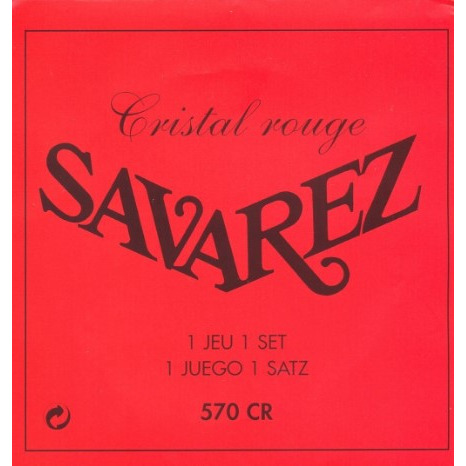 Cristal rouge
SAVAREZ
1 JEU 1 SET
1 JUEGO 1 SATZ
570 CR